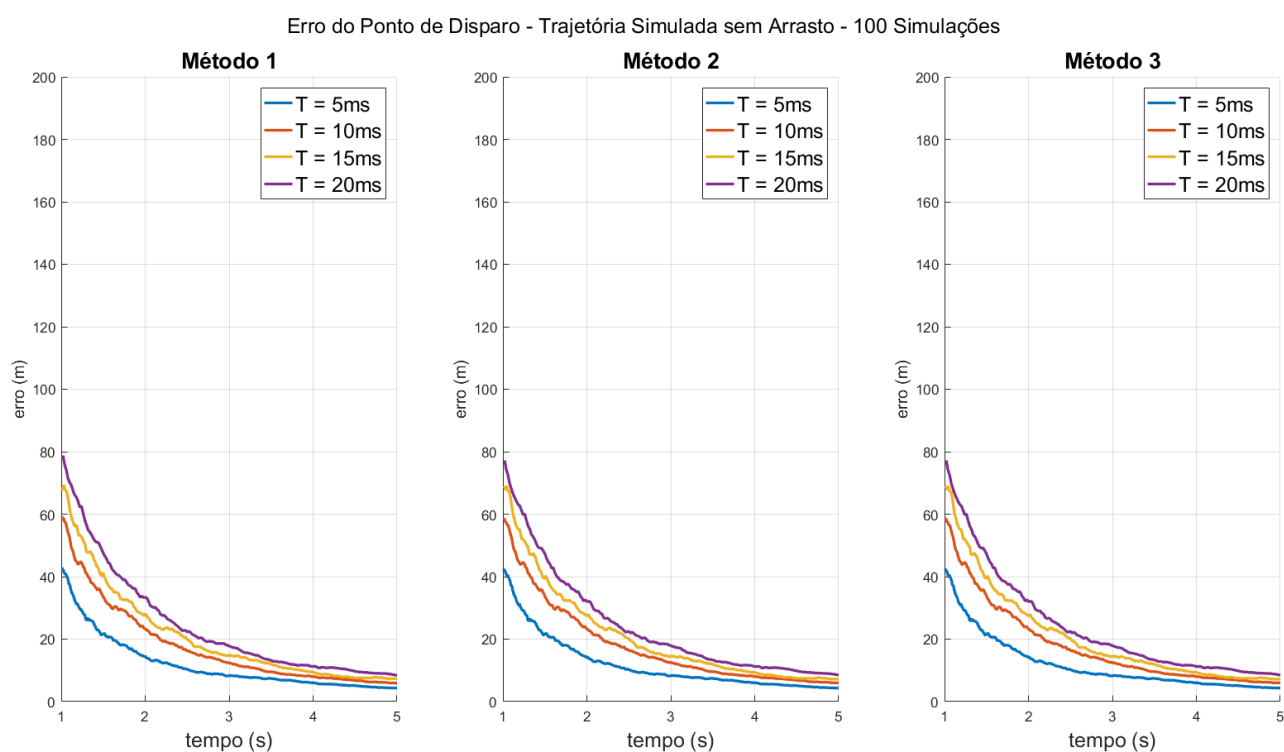 Erro do Ponto de Disparo - Trajetória Simulada sem Arrasto - 100 Simulações
Método 1
200
180
160
140
120
100
80
60
40
20
0
erro (m)
T = 5ms
T = 10ms
T = 15ms
T = 20ms
1 2 3 4 5
tempo (s)
Método 2
200
180
160
140
120
100
80
60
40
20
0
erro (m)
T = 5ms
T = 10ms
T = 15ms
T = 20ms
1 2 3 4 5
tempo (s)
Método 3
200
180
160
140
120
100
80
60
40
20
0
erro (m)
T = 5ms
T = 10ms
T = 15ms
T = 20ms
1 2 3 4 5
tempo (s)